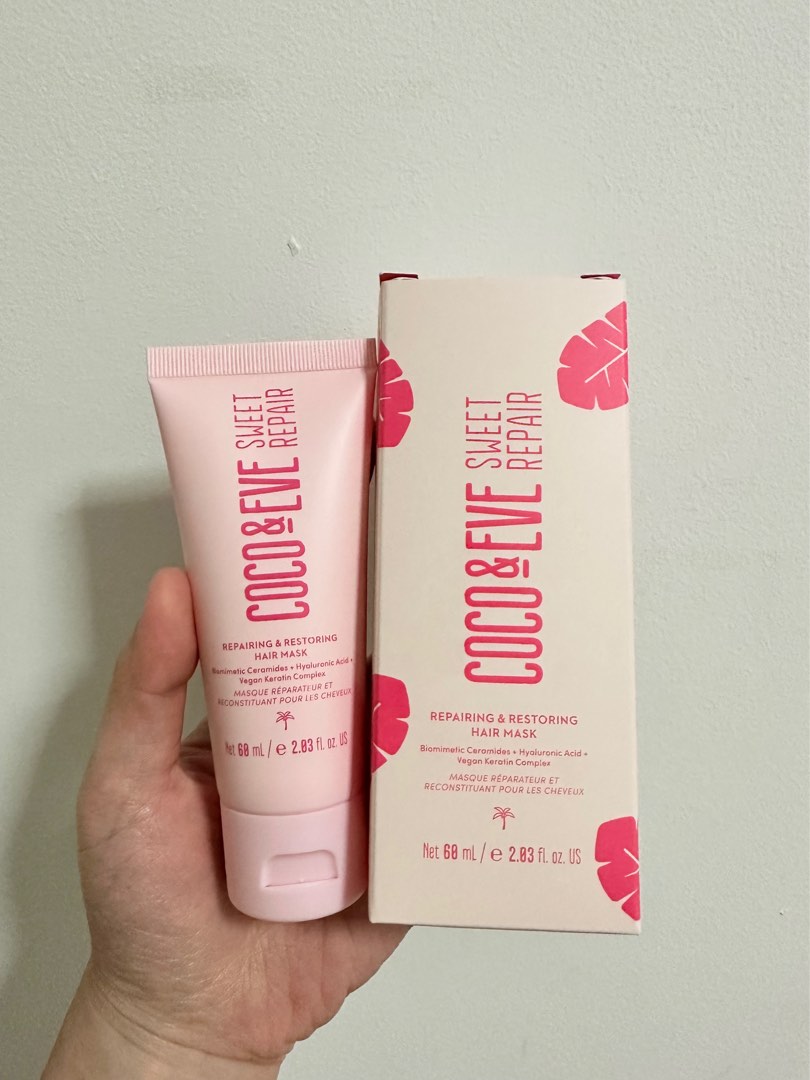 COCO & EVE
SWEET
REPAIR
REPAIRING & RESTORING
HAIR MASK
Biomimetic Ceramides + Hyaluronic Acid +
Vegan Keratin Complex
MASQUE RÉPARATEUR ET
RECONSTITUANT POUR LES CHEVEUX
Net 60 mL / e 2.03 fl. oz. US
COCO & EVE
SWEET
REPAIR
REPAIRING & RESTORING
HAIR MASK
Biomimetic Ceramides + Hyaluronic Acid +
Vegan Keratin Complex
MASQUE RÉPARATEUR ET
RECONSTITUANT POUR LES CHEVEUX
Net 60 mL / e 2.03 fl. oz. US